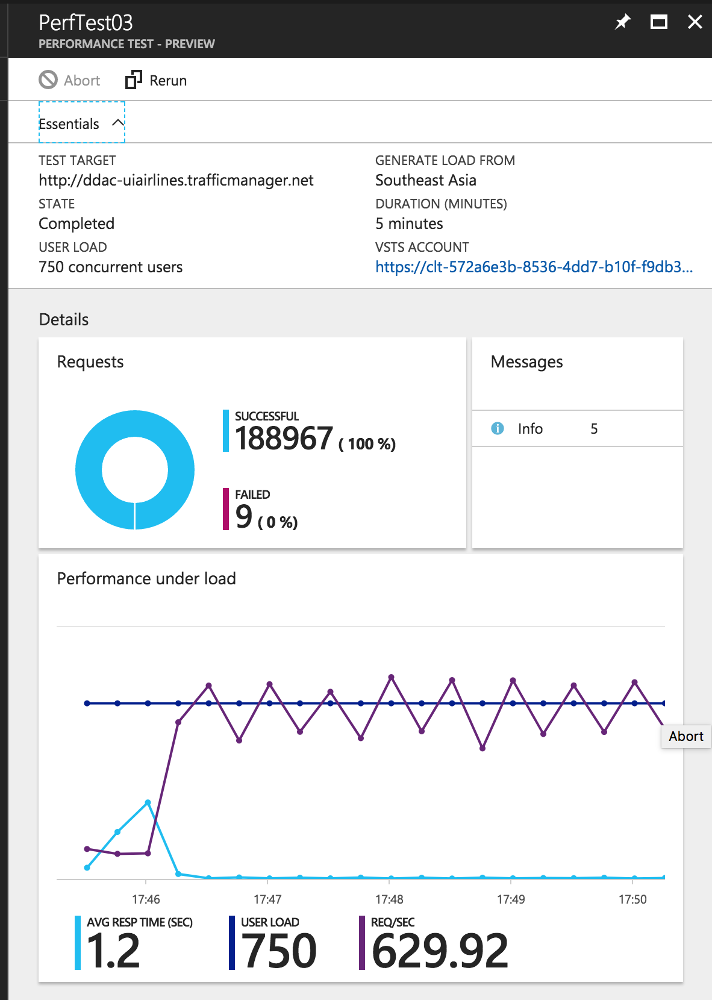 PerfTest03
PERFORMANCE TEST - PREVIEW
Abort Rerun
Essentials
TEST TARGET
http://ddac-uiairlines.trafficmanager.net
STATE
Completed
USER LOAD
750 concurrent users
GENERATE LOAD FROM
Southeast Asia
DURATION (MINUTES)
5 minutes
VSTS ACCOUNT
https://clt-572a6e3b-8536-4dd7-b10f-f9db3...
Details
Requests
SUCCESSFUL
188967 ( 100 %)
FAILED
9 ( 0 %)
Messages
Info 5
Performance under load
Abort
17:46 17:47 17:48 17:49 17:50
AVG RESP TIME (SEC)
1.2
USER LOAD
750
REQ/SEC
629.92